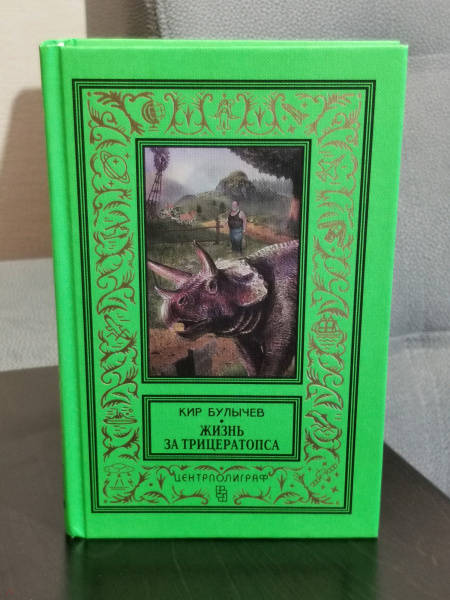 КИР БУЛЫЧЕВ
ЖИЗНЬ
ЗА ТРИЦЕРАТОПСА
ЦЕНТРПОЛИГРАФ